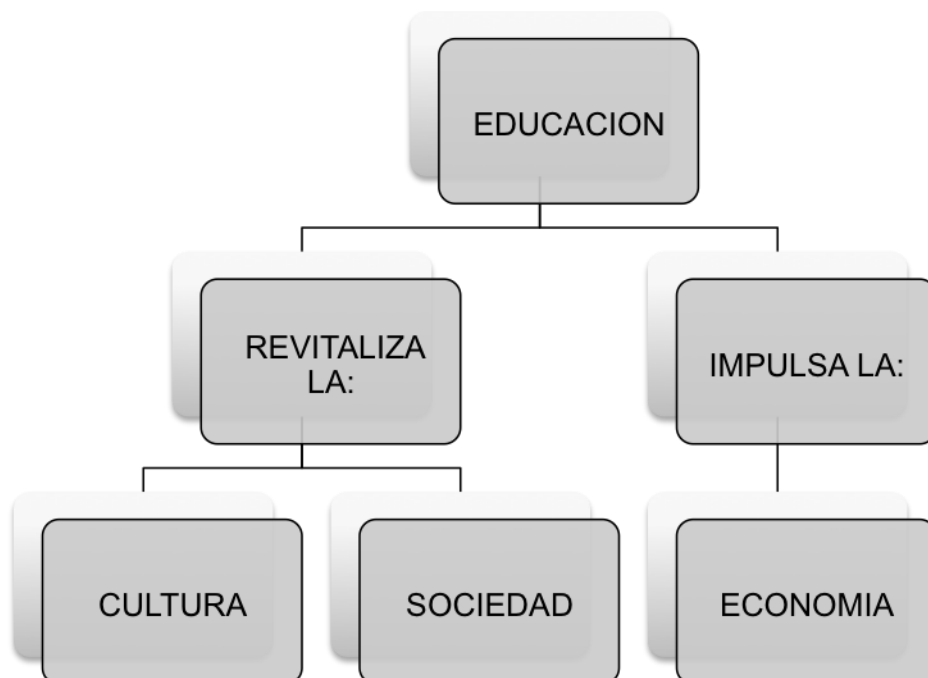 EDUCACION
REVITALIZA
LA:
IMPULSA LA:
CULTURA
SOCIEDAD
ECONOMIA